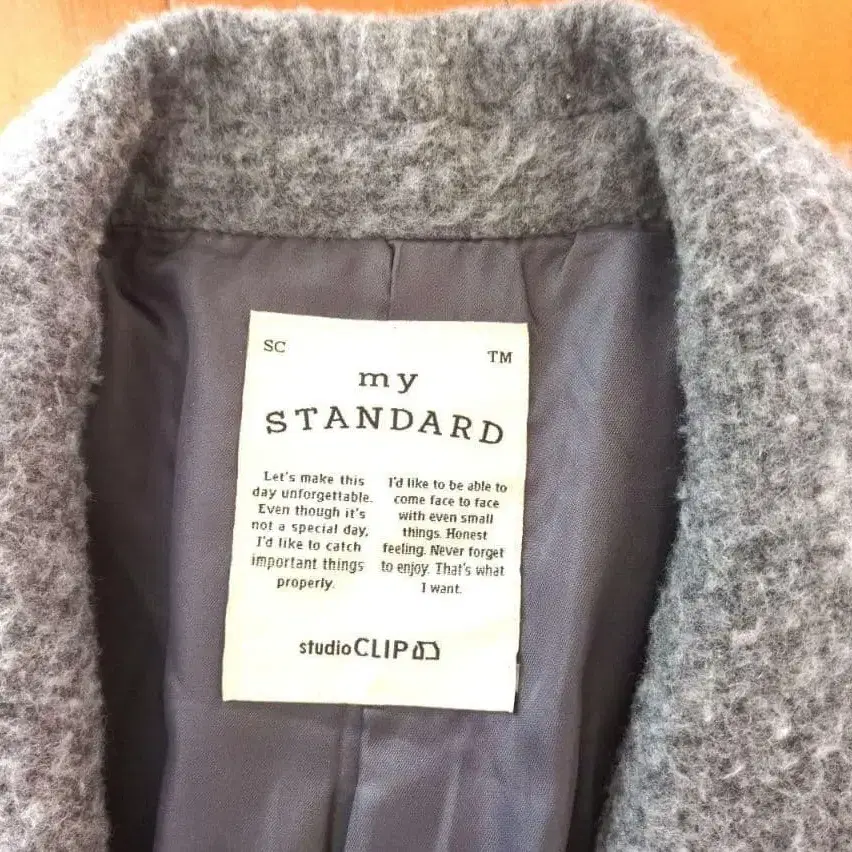 SC TM
my
STANDARD
Let's make this
day unforgettable.
Even though it's
not a special day,
I'd like to catch
important things
properly.
I'd like to be able to
come face to face
with even small
things. Honest
feeling. Never forget
to enjoy. That's what
I want.
studio CLIP